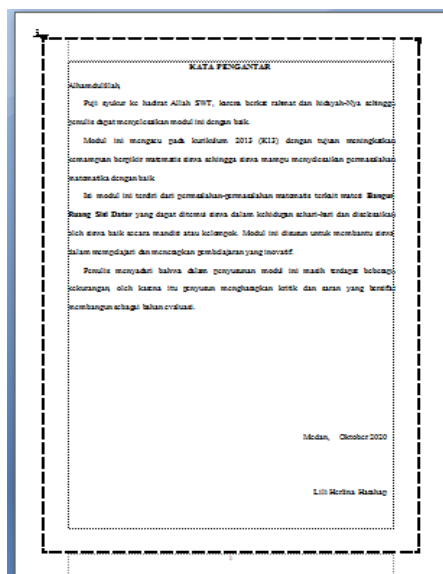 KATA PENGANTAR
Alhamdulillah,
Puji syukur ke hadirat Allah SWT, karena berkat rahmat dan hidayah-Nya sehingga
penulis dapat menyelesaikan modul ini dengan baik.
Modul ini mengacu pada kurikulum 2013 (K13) dengan tujuan meningkatkan
kemampuan berpikir matematis siswa sehingga siswa mampu menyelesaikan permasalahan
matematika dengan baik.
Isi modul ini terdiri dari permasalahan-permasalahan matematis terkait materi Bangun
Ruang Sisi Datar yang dapat ditemui siswa dalam kehidupan sehari-hari dan diselesaikan
oleh siswa baik secara mandiri atau kelompok. Modul ini disusun untuk membantu siswa
dalam mempelajari dan menerapkan pembelajaran yang inovatif.
Penulis menyadari bahwa dalam penyusunan modul ini masih terdapat beberapa
kekurangan, oleh karena itu penyusun mengharapkan kritik dan saran yang bersifat
membangun sebagai bahan evaluasi.
Medan, Oktober 2020
Lili Herlina Harahap